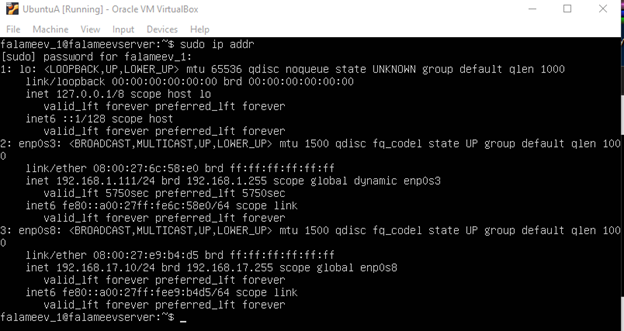 UbuntuA [Running] - Oracle VM VirtualBox
File Machine View Input Devices Help
falameev_1@falameevserver:~$ sudo ip addr
[sudo] password for falameev_1:
1: lo: <LOOPBACK,UP,LOWER_UP> mtu 65536 qdisc noqueue state UNKNOWN group default qlen 1000
    link/loopback 00:00:00:00:00:00 brd 00:00:00:00:00:00
    inet 127.0.0.1/8 scope host lo
       valid_lft forever preferred_lft forever
    inet6 ::1/128 scope host
       valid_lft forever preferred_lft forever
2: enp0s3: <BROADCAST,MULTICAST,UP,LOWER_UP> mtu 1500 qdisc fq_codel state UP group default qlen 100
0
    link/ether 08:00:27:6c:58:e0 brd ff:ff:ff:ff:ff:ff
    inet 192.168.1.111/24 brd 192.168.1.255 scope global dynamic enp0s3
       valid_lft 5750sec preferred_lft 5750sec
    inet6 fe80::a00:27ff:fe6c:58e0/64 scope link
       valid_lft forever preferred_lft forever
3: enp0s8: <BROADCAST,MULTICAST,UP,LOWER_UP> mtu 1500 qdisc fq_codel state UP group default qlen 100
0
    link/ether 08:00:27:e9:b4:d5 brd ff:ff:ff:ff:ff:ff
    inet 192.168.17.10/24 brd 192.168.17.255 scope global enp0s8
       valid_lft forever preferred_lft forever
    inet6 fe80::a00:27ff:fee9:b4d5/64 scope link
       valid_lft forever preferred_lft forever
falameev_1@falameevserver:~$ _